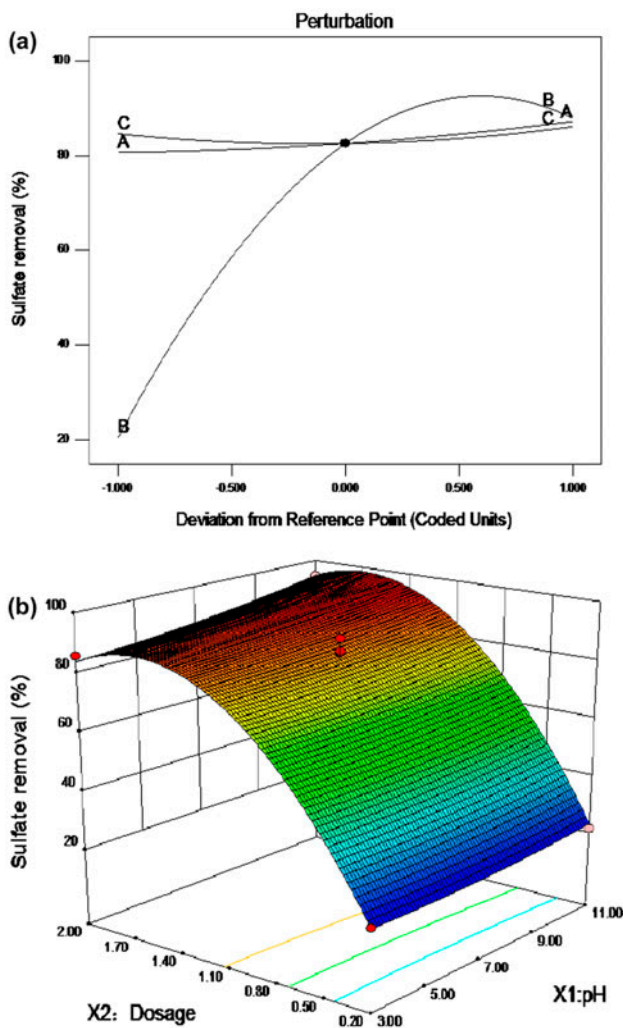 (a)
Perturbation
100
80
60
40
20
Sulfate removal (%)
C
A
B
B
A
C
B
-1.000
-0.500
0.000
0.500
1.000
Deviation from Reference Point (Coded Units)
(b)
100
80
60
40
20
Sulfate removal (%)
2.00
1.70
1.40
1.10
0.80
0.50
0.20
X2: Dosage
3.00
5.00
7.00
9.00
11.00
X1:pH